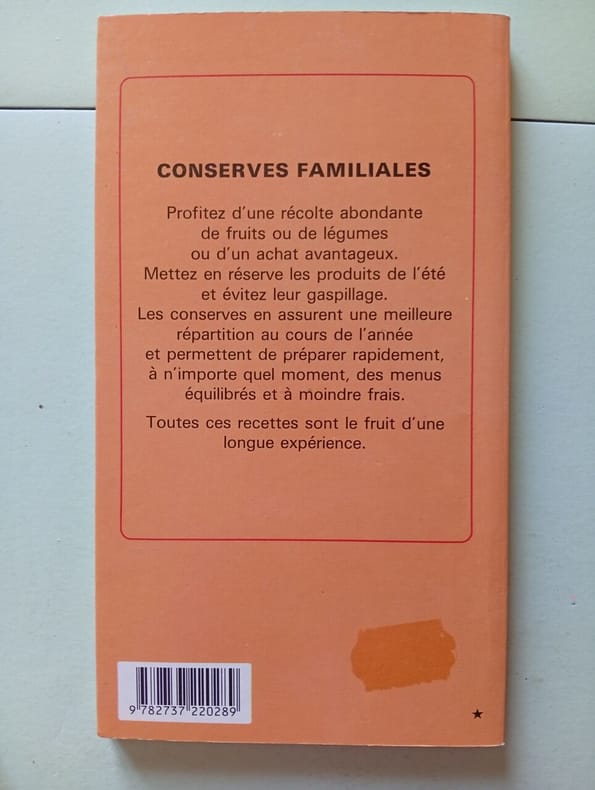 CONSERVES FAMILIALES
Profitez d'une récolte abondante
de fruits ou de légumes
ou d'un achat avantageux.
Mettez en réserve les produits de l'été
et évitez leur gaspillage.
Les conserves en assurent une meilleure
répartition au cours de l'année
et permettent de préparer rapidement,
à n'importe quel moment, des menus
équilibrés et à moindre frais.
Toutes ces recettes sont le fruit d'une
longue expérience.
9 782737 220289